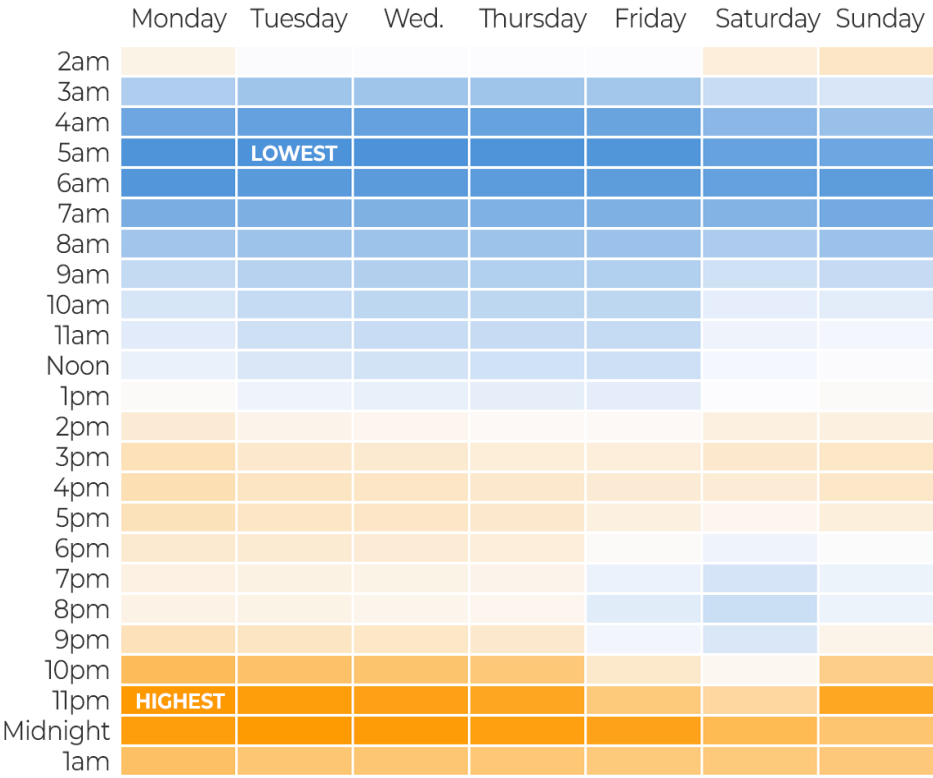 Monday Tuesday Wed. Thursday Friday Saturday Sunday
2am
3am
4am
5am LOWEST
6am
7am
8am
9am
10am
11am
Noon
1pm
2pm
3pm
4pm
5pm
6pm
7pm
8pm
9pm
10pm
11pm HIGHEST
Midnight
1am